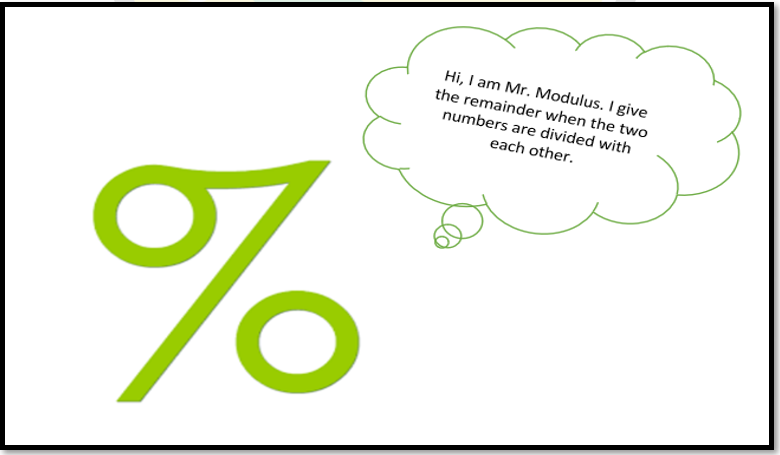 Hi, I am Mr. Modulus. I give
the remainder when the two
numbers are divided with
each other.
%